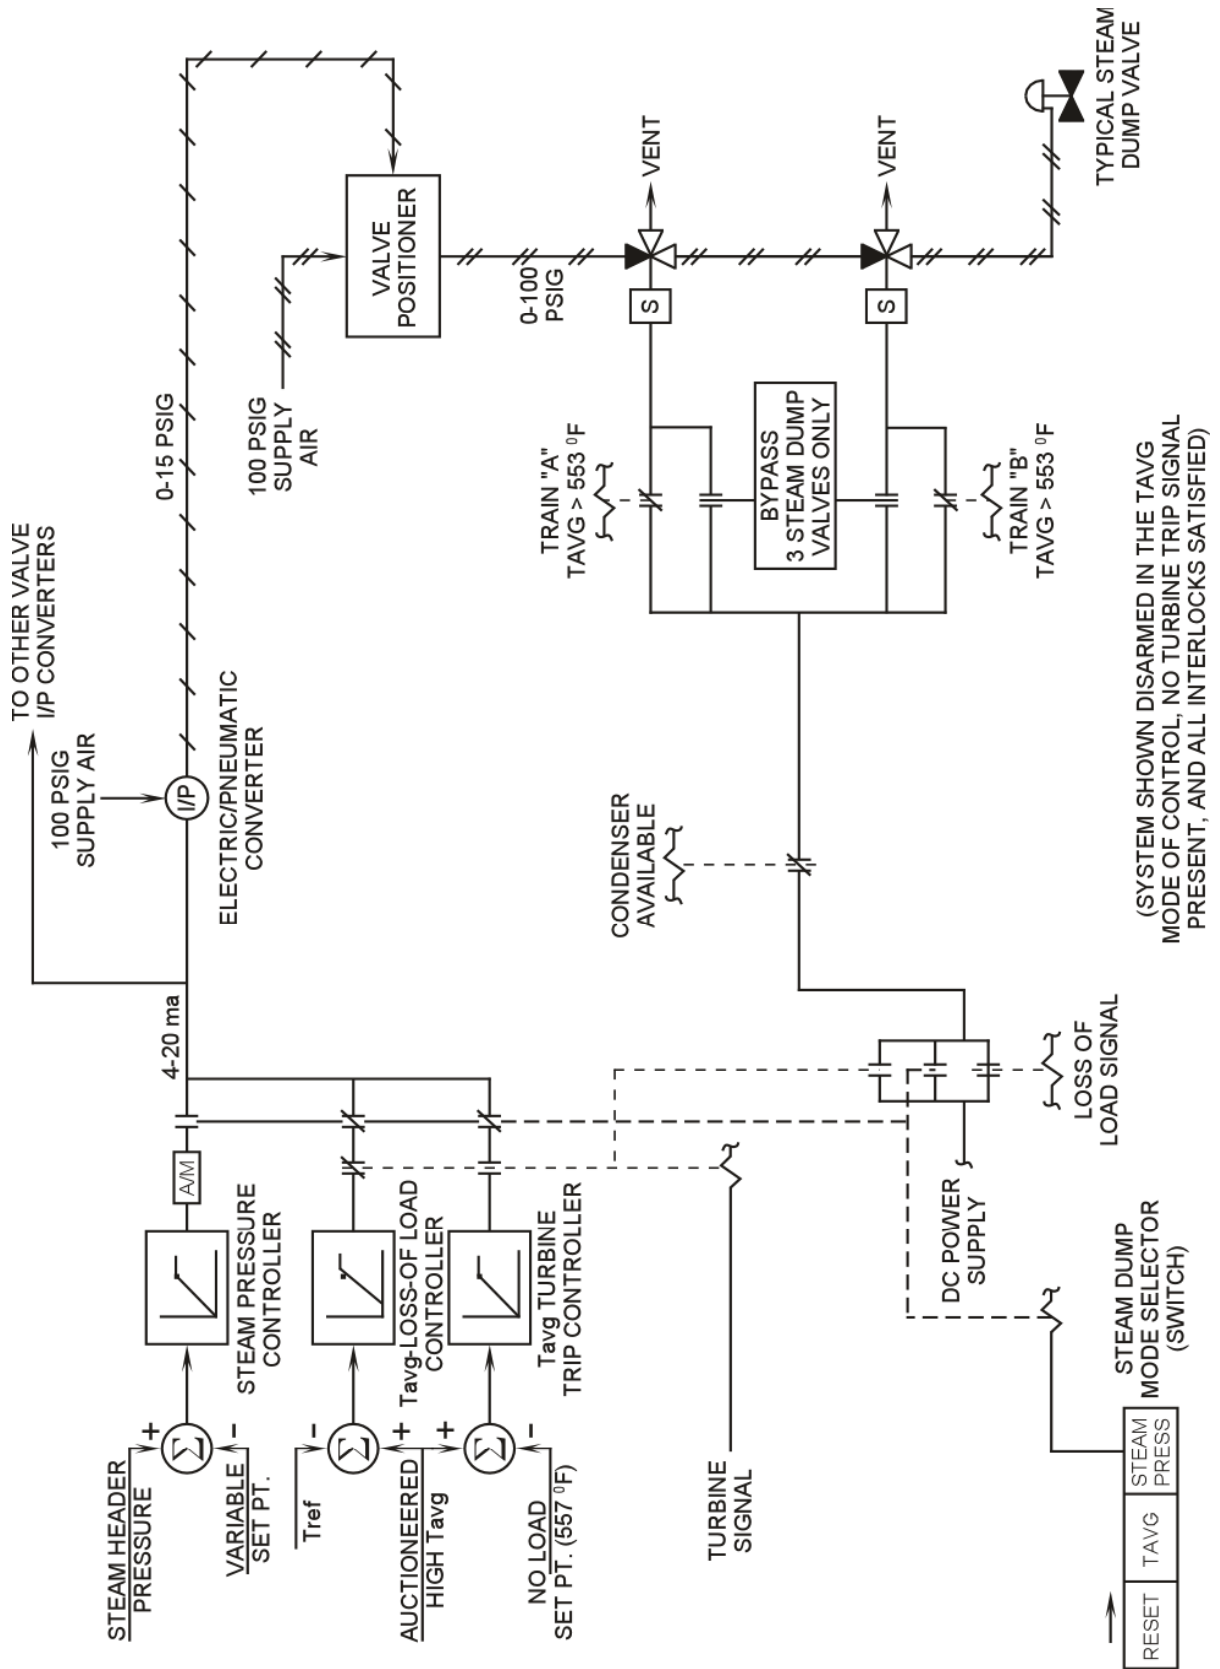 STEAM HEADER
PRESSURE
+
-
Σ
VARIABLE
SET PT.
STEAM PRESSURE
CONTROLLER
A/M
4-20 ma
TO OTHER VALVE
I/P CONVERTERS
100 PSIG
SUPPLY AIR
I/P
ELECTRIC/PNEUMATIC
CONVERTER
0-15 PSIG
Tref
-
+
Σ
AUCTIONEERED
HIGH Tavg
Tavg-LOSS-OF LOAD
CONTROLLER
+
-
Σ
NO LOAD
SET PT. (557 ⁰F)
Tavg TURBINE
TRIP CONTROLLER
100 PSIG
SUPPLY
AIR
VALVE
POSITIONER
0-100
PSIG
S
VENT
S
VENT
TYPICAL STEAM
DUMP VALVE
TRAIN "A"
TAVG > 553 ⁰F
BYPASS
3 STEAM DUMP
VALVES ONLY
TRAIN "B"
TAVG > 553 ⁰F
CONDENSER
AVAILABLE
TURBINE
SIGNAL
DC POWER
SUPPLY
LOSS OF
LOAD SIGNAL
STEAM DUMP
MODE SELECTOR
(SWITCH)
RESET
TAVG
STEAM
PRESS
(SYSTEM SHOWN DISARMED IN THE TAVG
MODE OF CONTROL, NO TURBINE TRIP SIGNAL
PRESENT, AND ALL INTERLOCKS SATISFIED)